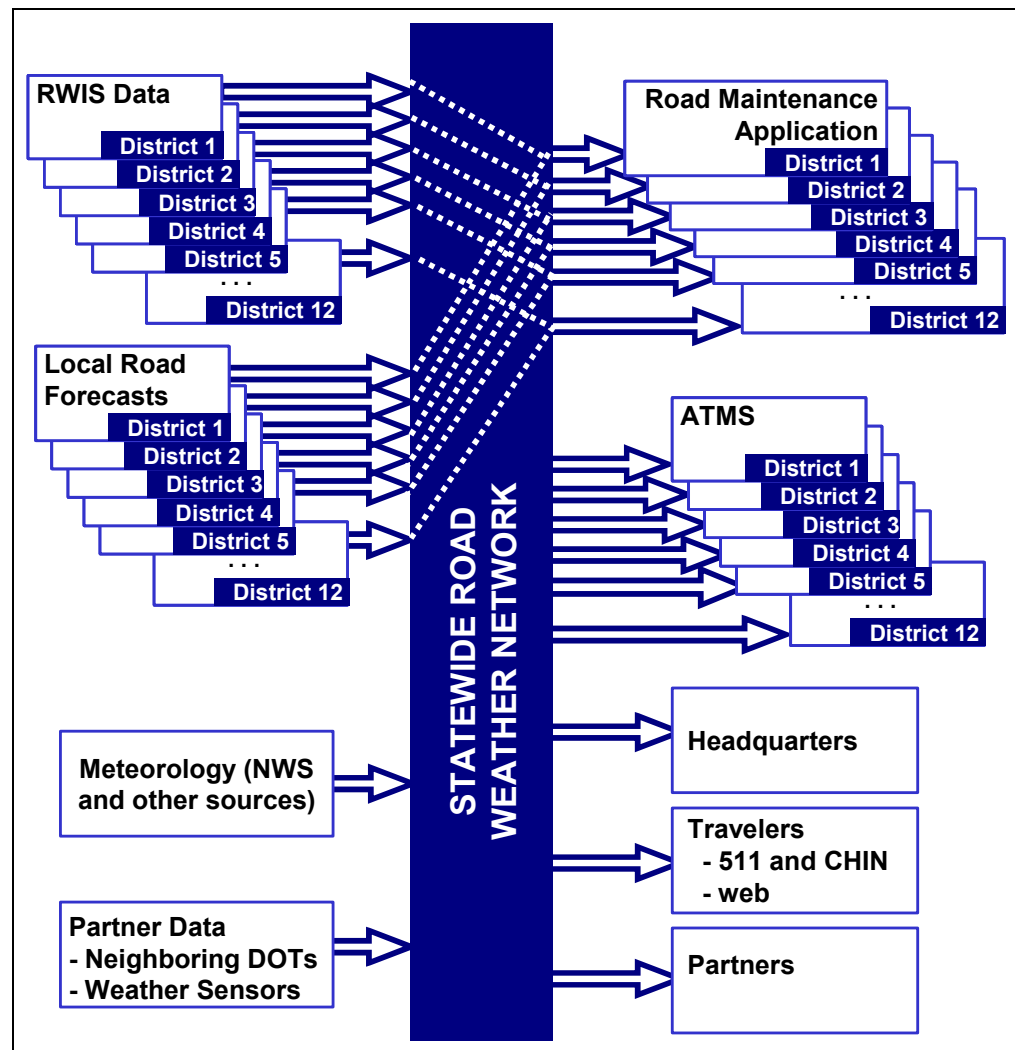 RWIS Data
District 1
District 2
District 3
District 4
District 5
. . .
District 12
Local Road
Forecasts
District 1
District 2
District 3
District 4
District 5
. . .
District 12
Meteorology (NWS
and other sources)
Partner Data
- Neighboring DOTs
- Weather Sensors
STATEWIDE ROAD
WEATHER NETWORK
Road Maintenance
Application
District 1
District 2
District 3
District 4
District 5
. . .
District 12
ATMS
District 1
District 2
District 3
District 4
District 5
. . .
District 12
Headquarters
Travelers
- 511 and CHIN
- web
Partners